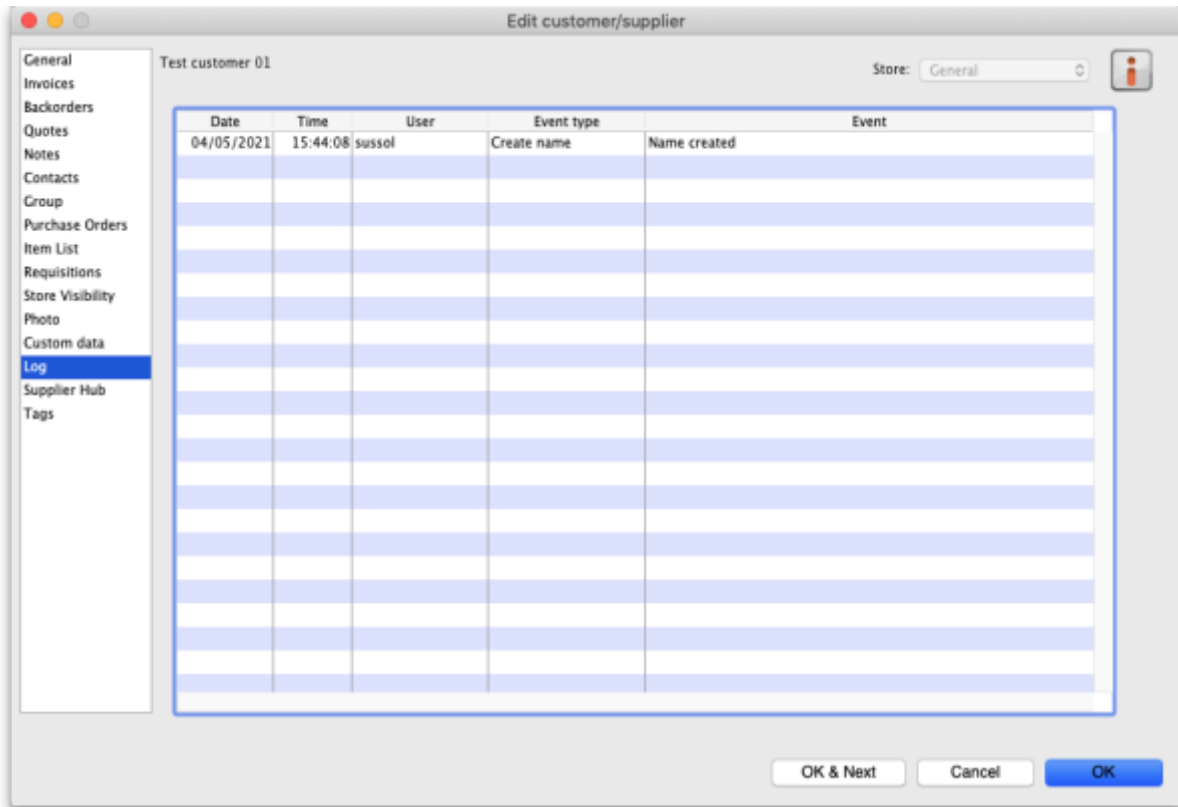 Edit customer/supplier
General
Invoices
Backorders
Quotes
Notes
Contacts
Group
Purchase Orders
Item List
Requisitions
Store Visibility
Photo
Custom data
Log
Supplier Hub
Tags
Test customer 01
Store: General
Date Time User Event type Event
04/05/2021 15:44:08 sussol Create name Name created
OK & Next Cancel OK